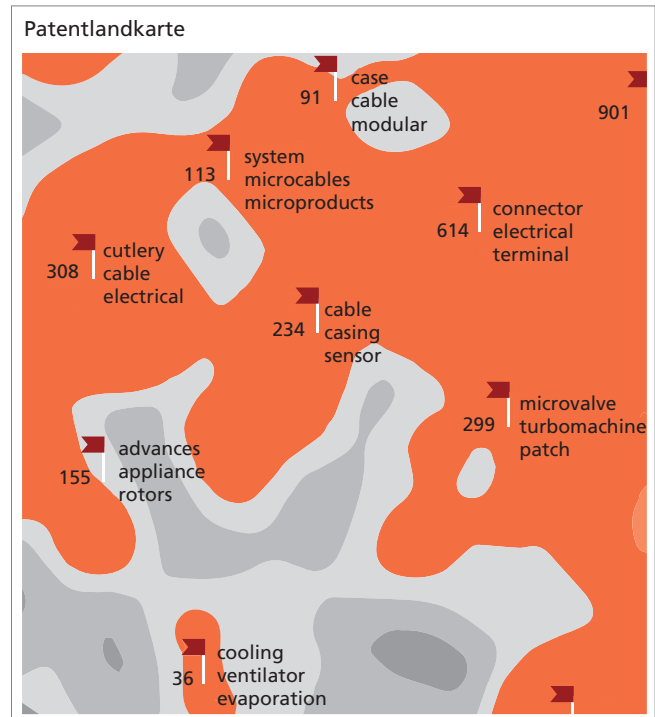 Patentlandkarte
91
case
cable
modular
901
113
system
microcables
microproducts
614
connector
electrical
terminal
308
cutlery
cable
electrical
234
cable
casing
sensor
299
microvalve
turbomachine
patch
155
advances
appliance
rotors
36
cooling
ventilator
evaporation